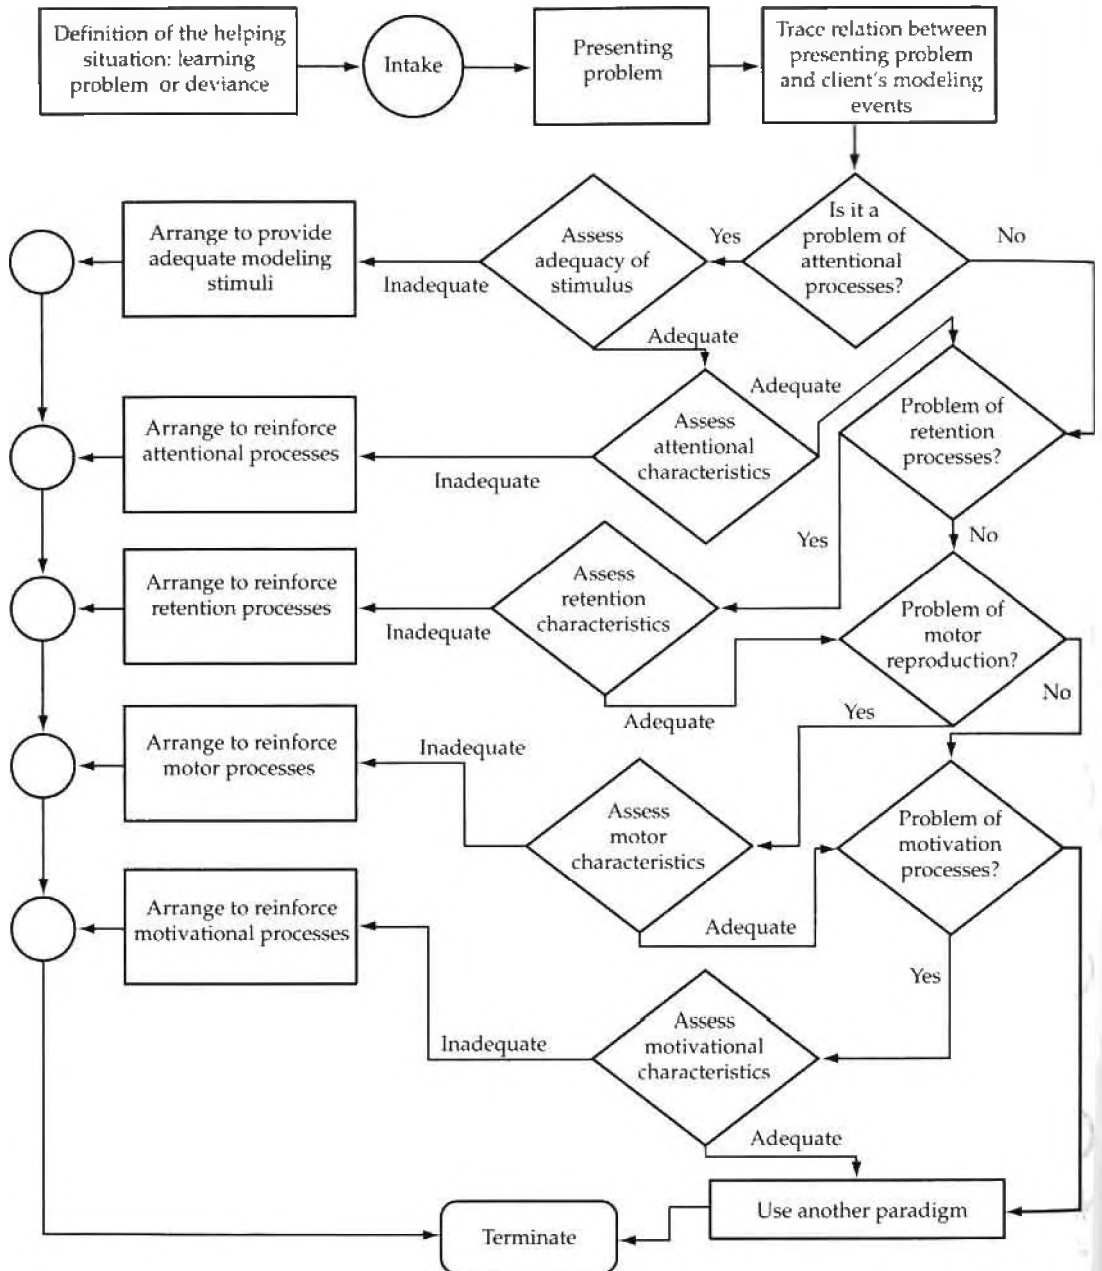 Definition of the helping
situation: learning
problem or deviance
Intake
Presenting
problem
Trace relation between
presenting problem
and client's modeling
events
Is it a
problem of
attentional
processes?
Yes
No
Assess
adequacy of
stimulus
Inadequate
Arrange to provide
adequate modeling
stimuli
Adequate
Assess
attentional
characteristics
Adequate
Inadequate
Arrange to reinforce
attentional processes
Problem of
retention
processes?
Yes
No
Assess
retention
characteristics
Inadequate
Arrange to reinforce
retention processes
Adequate
Problem of
motor
reproduction?
Yes
No
Assess
motor
characteristics
Inadequate
Arrange to reinforce
motor processes
Adequate
Problem of
motivation
processes?
Yes
Assess
motivational
characteristics
Inadequate
Arrange to reinforce
motivational processes
Adequate
Use another paradigm
Terminate